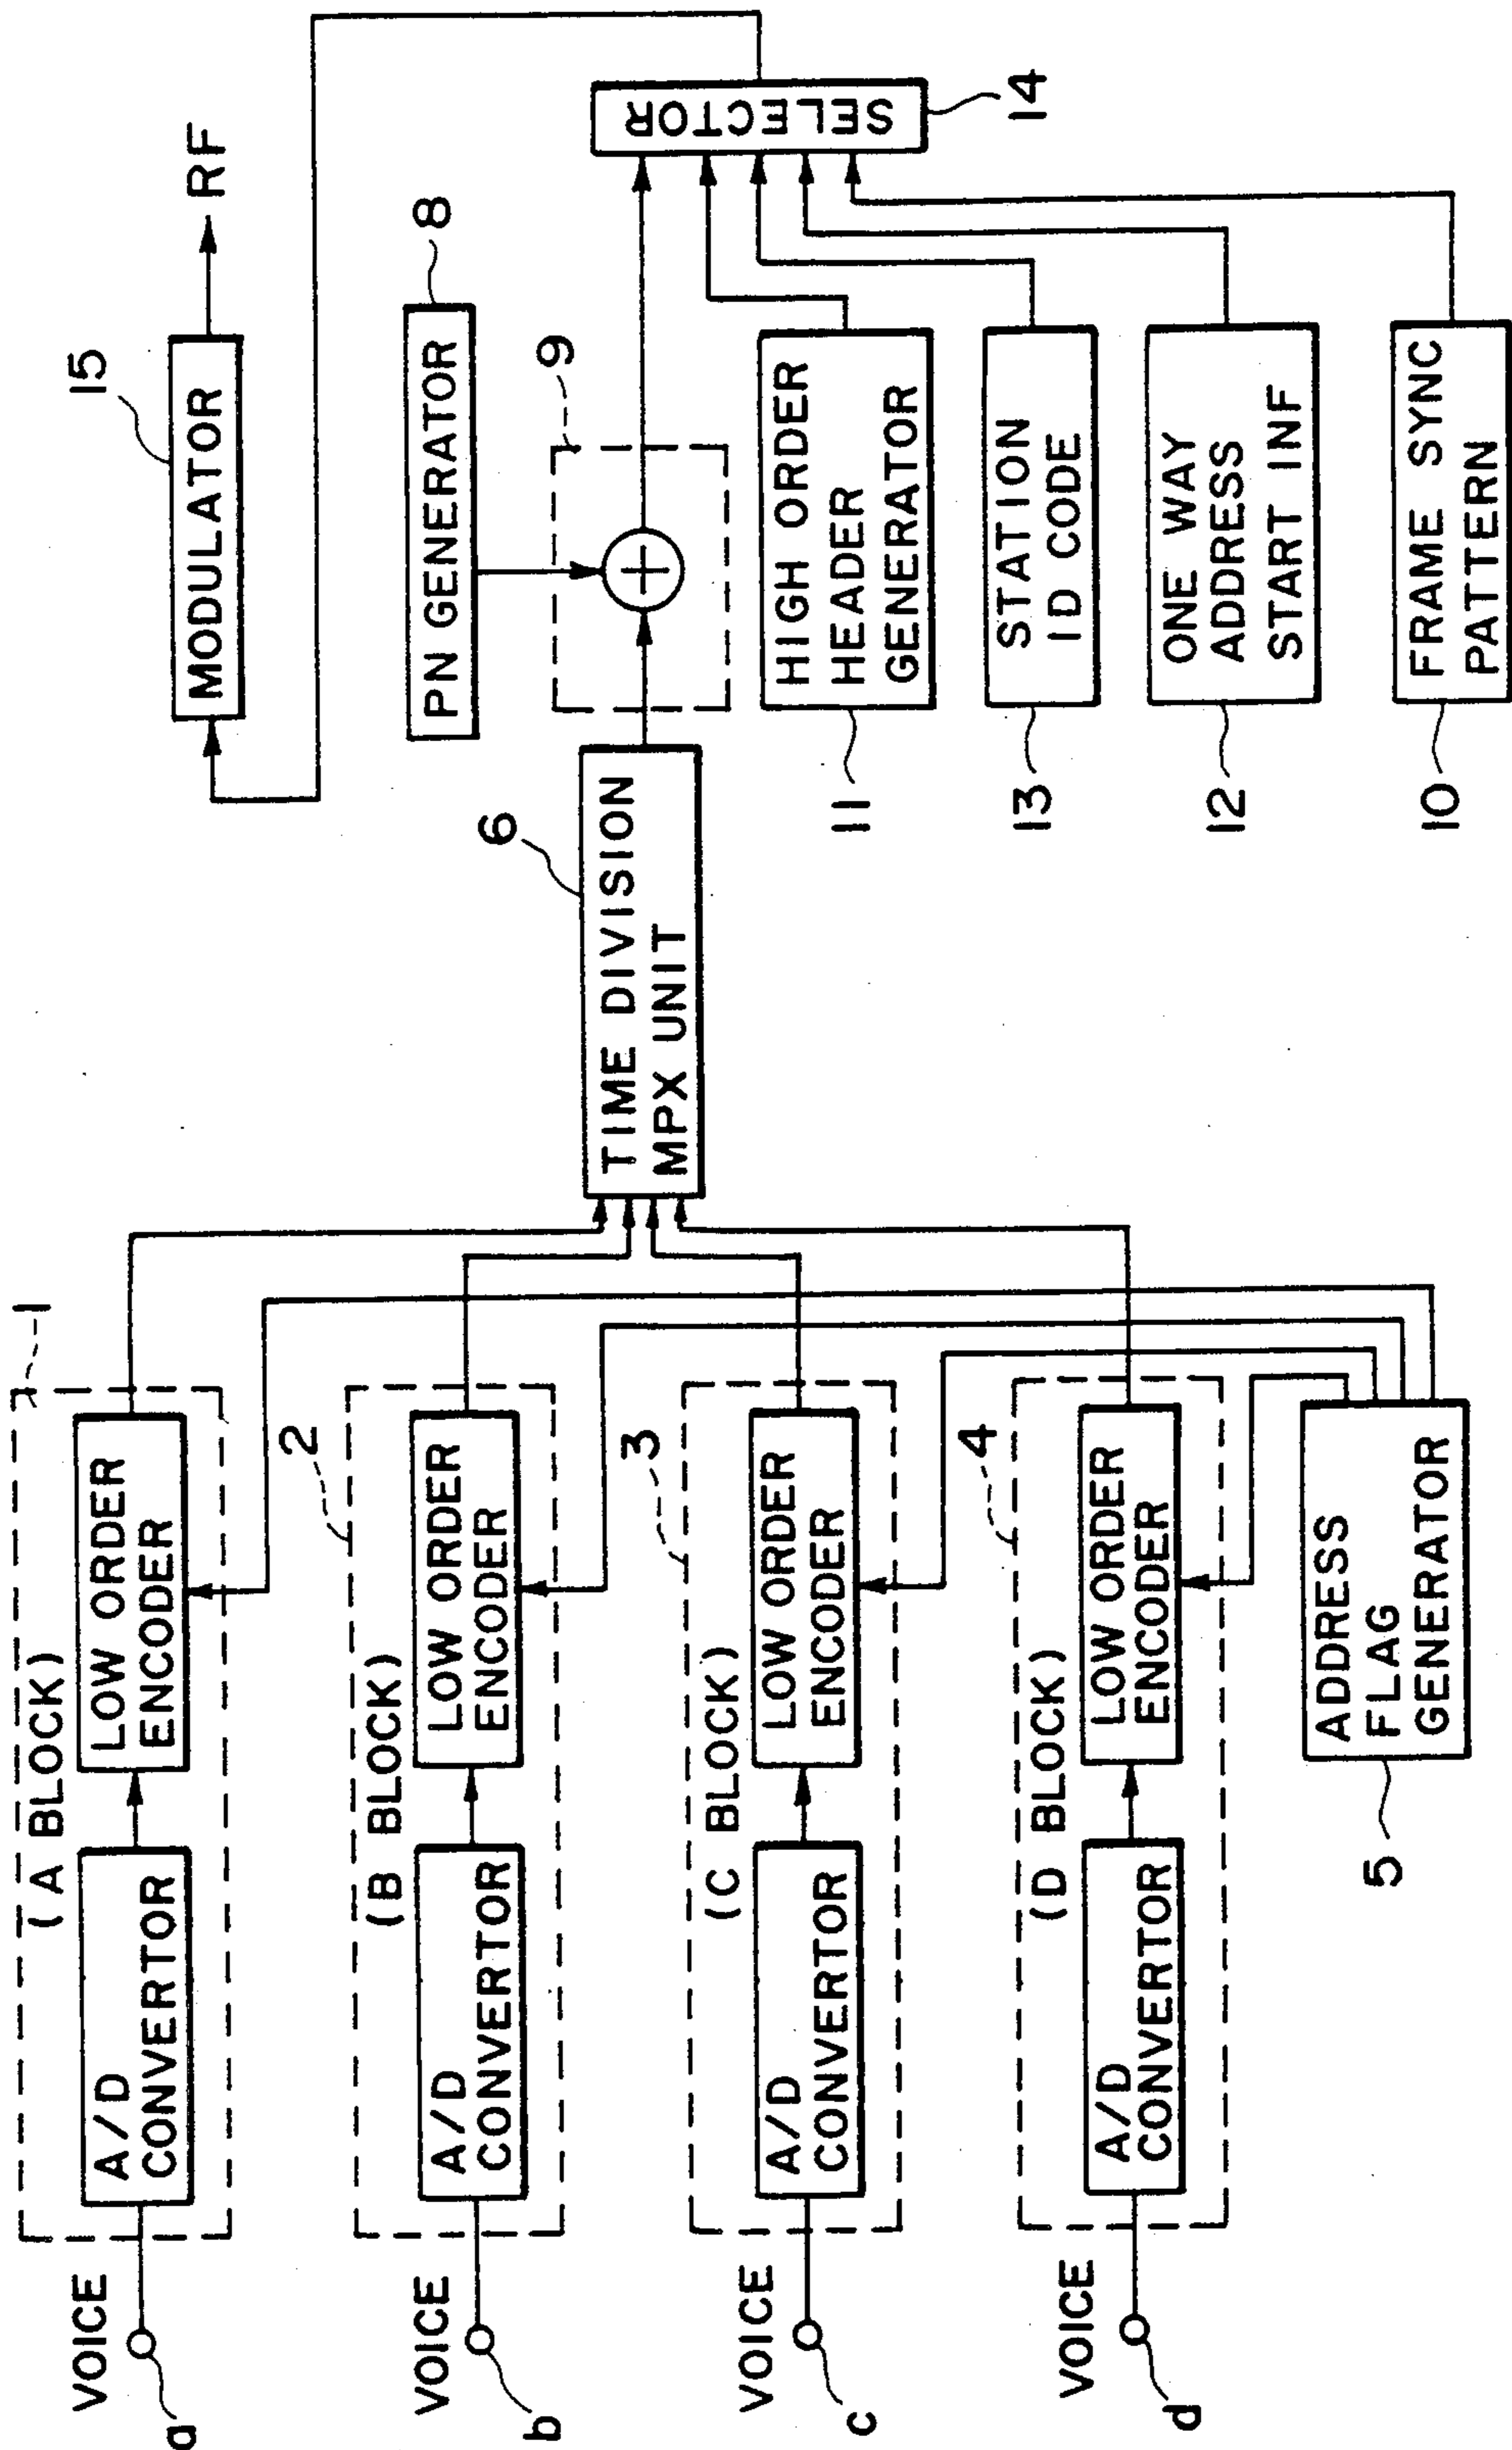 VOICE
a
A/D
CONVERTOR
(A BLOCK)
LOW ORDER
ENCODER
1
VOICE
b
A/D
CONVERTOR
(B BLOCK)
LOW ORDER
ENCODER
2
VOICE
c
A/D
CONVERTOR
(C BLOCK)
LOW ORDER
ENCODER
3
VOICE
d
A/D
CONVERTOR
(D BLOCK)
LOW ORDER
ENCODER
4
ADDRESS
FLAG
GENERATOR
5
TIME DIVISION
MPX UNIT
6
MODULATOR
15
RF
PN GENERATOR
8
9
+
HIGH ORDER
HEADER
GENERATOR
11
STATION
ID CODE
13
ONE WAY
ADDRESS
START INF
12
FRAME SYNC
PATTERN
10
SELECTOR
14